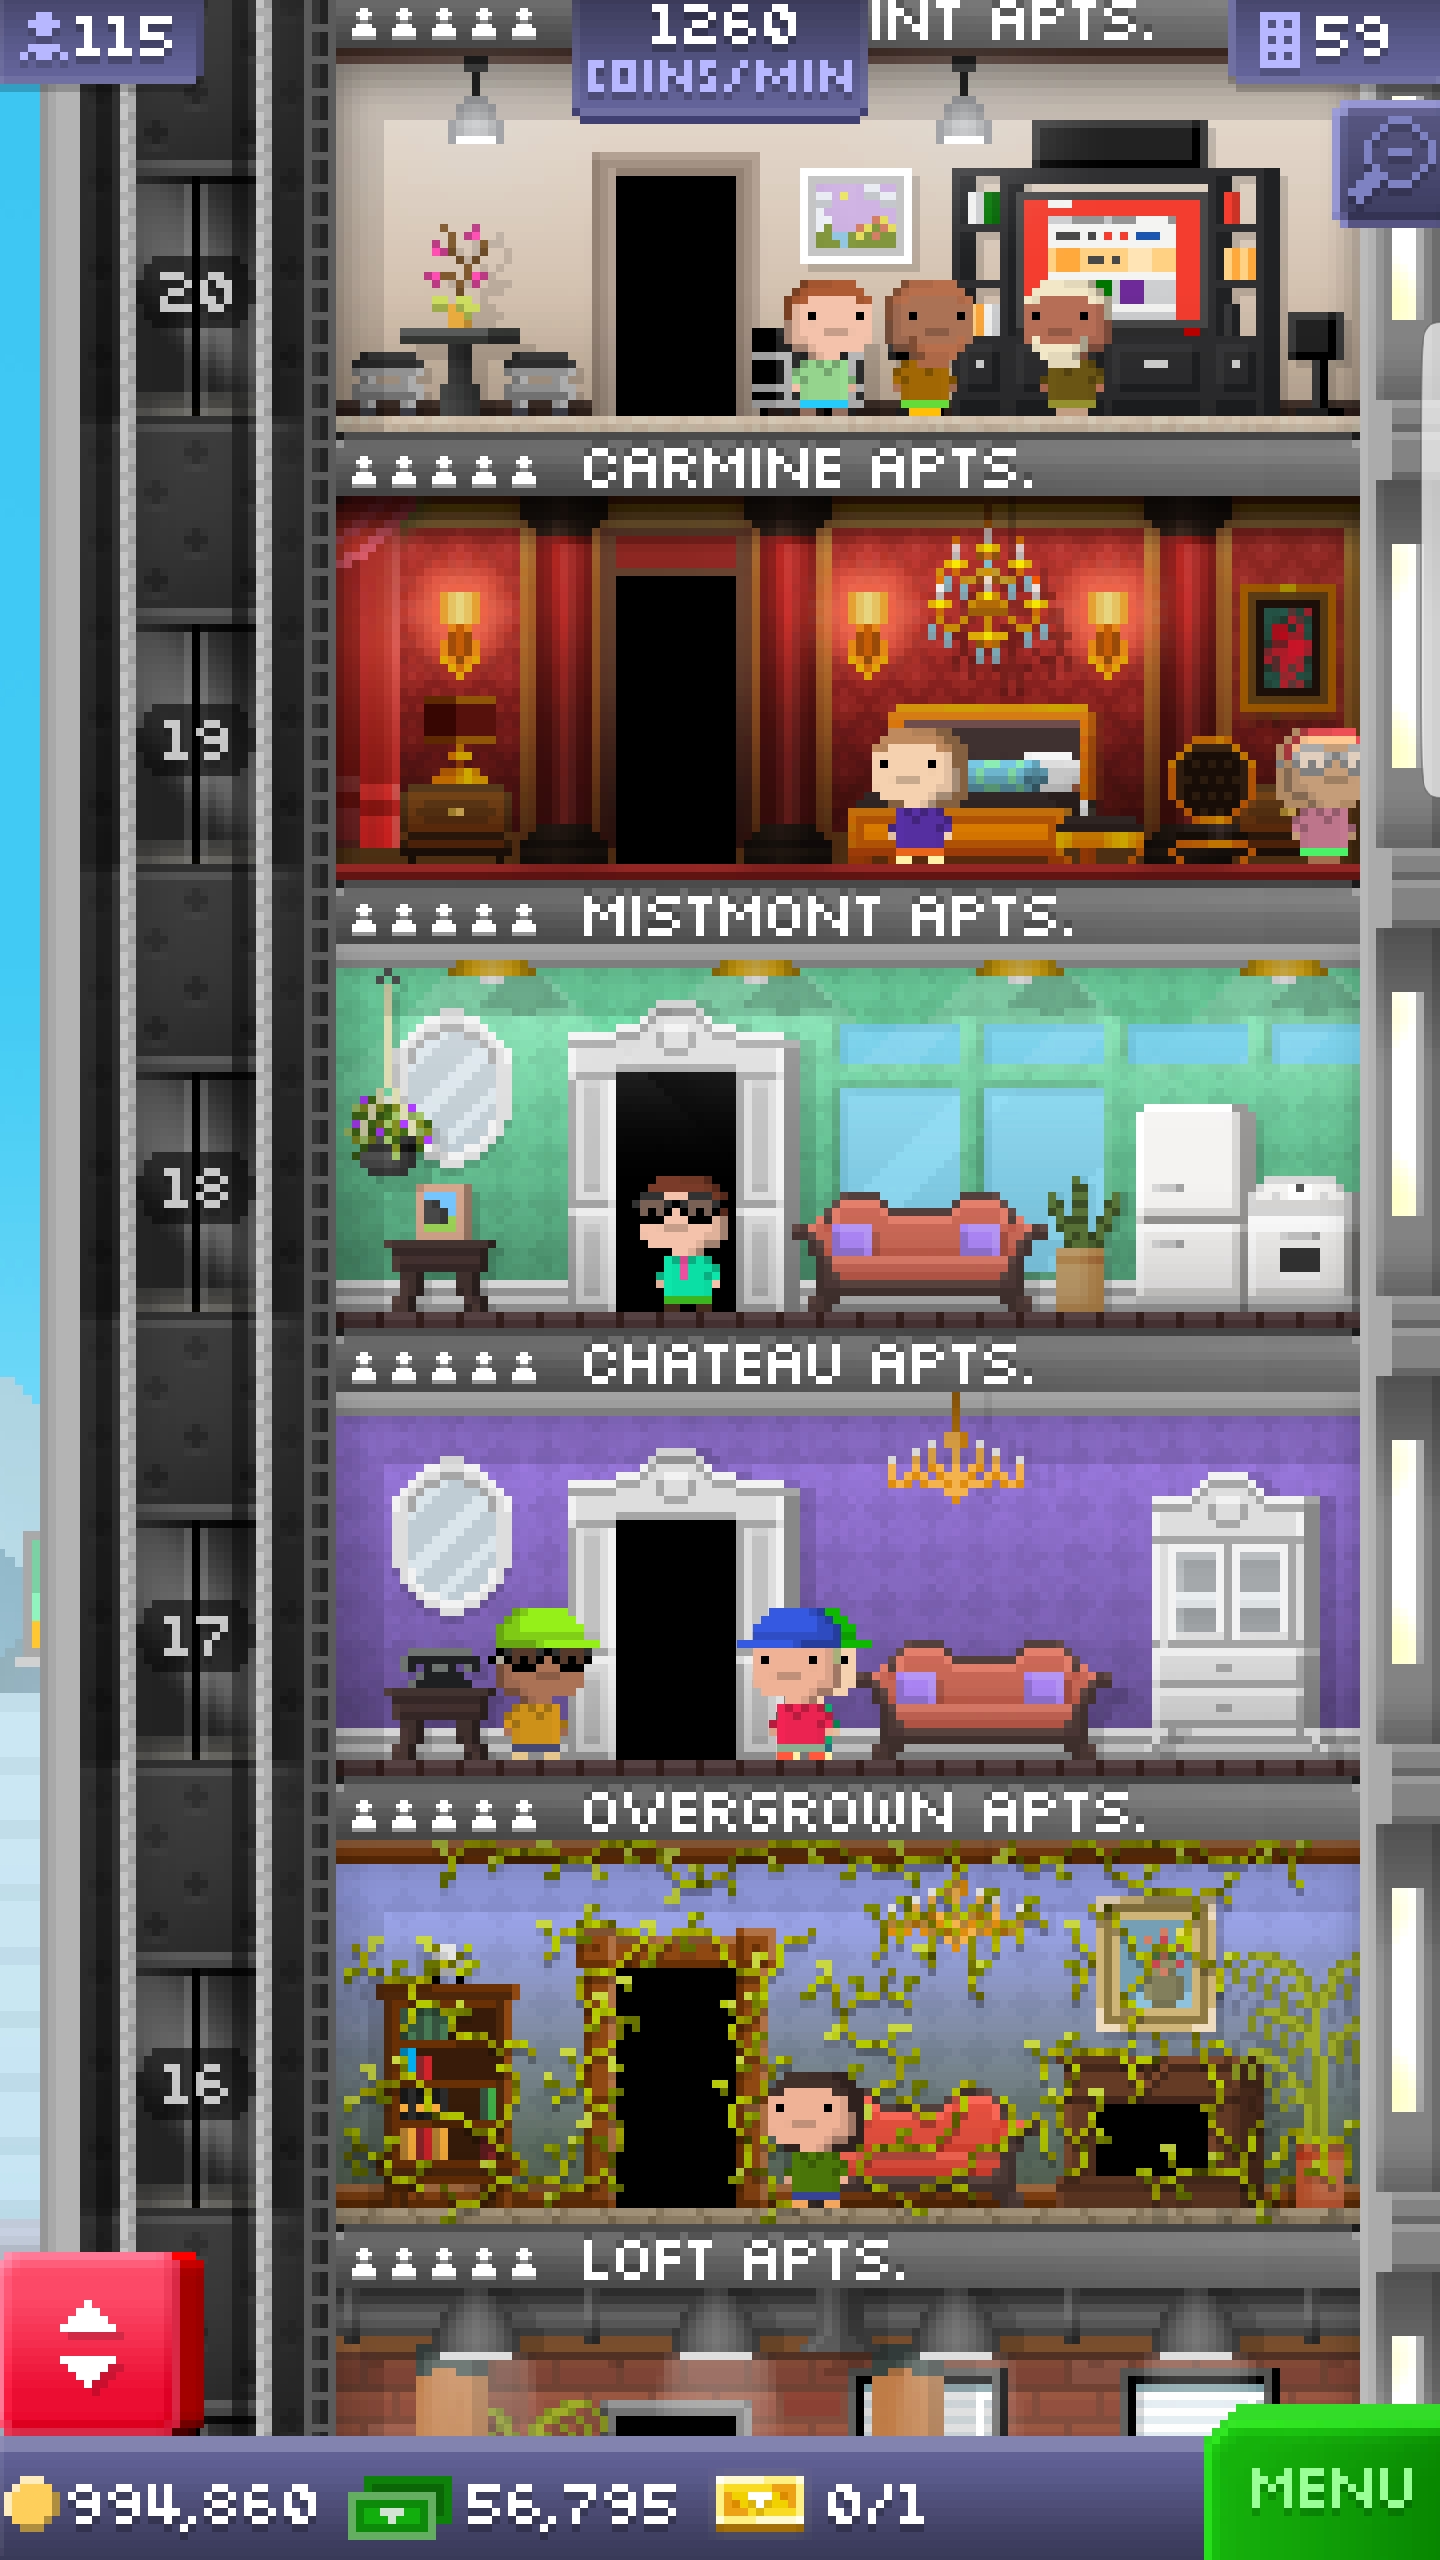 115
1260
COINS/MIN
INT APTS.
59
20
CARMINE APTS.
19
MISTMONT APTS.
18
CHATEAU APTS.
17
OVERGROWN APTS.
16
LOFT APTS.
994,860
56,795
0/1
MENU